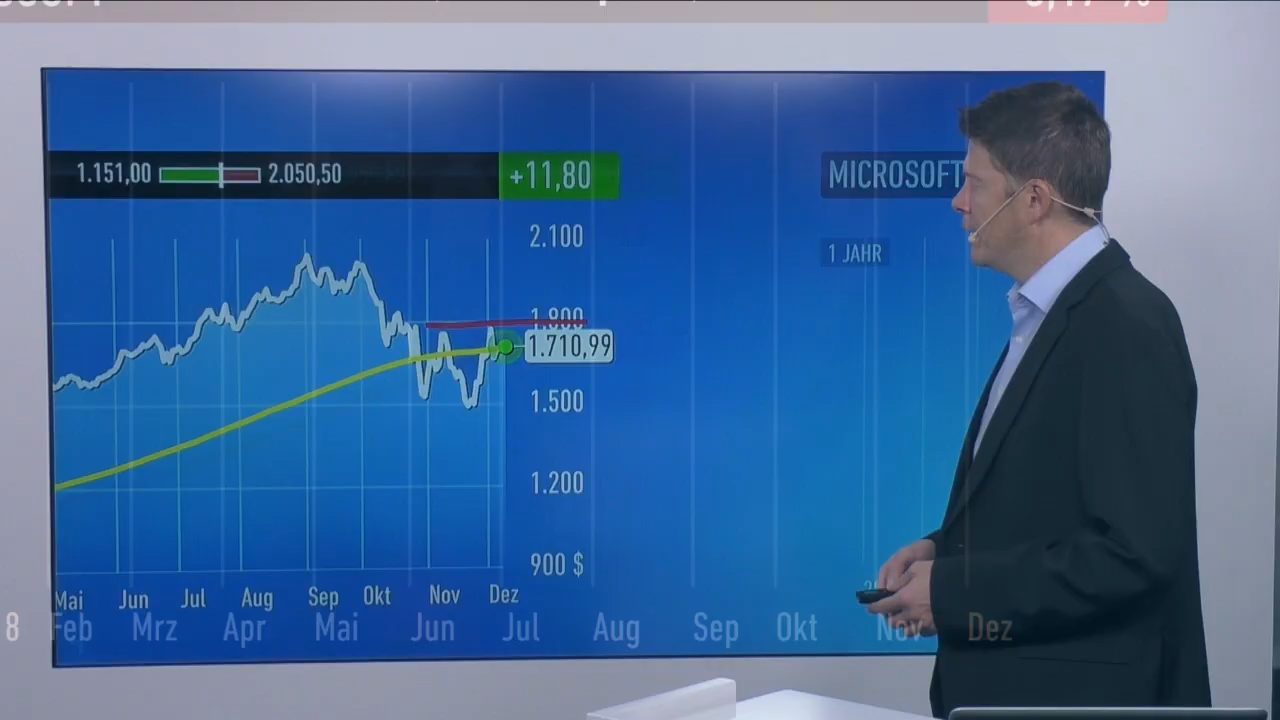 1.151,00 2.050,50 +11,80 MICROSOFT
2.100
1 JAHR
1.800
1.710,99
1.500
1.200
900 $
Mai Jun Jul Aug Sep Okt Nov Dez
8 Feb Mrz Apr Mai Jun Jul Aug Sep Okt Nov Dez